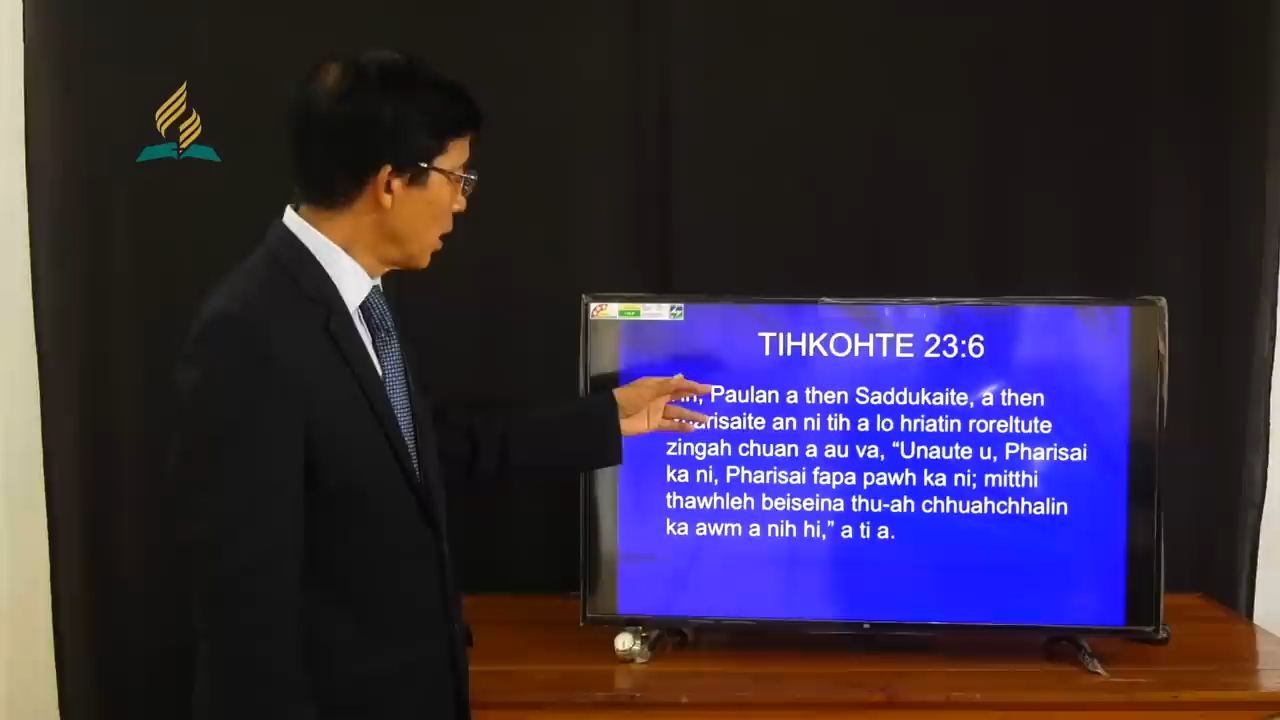 TIHKOHTE 23:6
Paulan a then Saddukaite, a then
an ni tih a lo hriatin roreltute
zingah chuan a au va, “Unaute u, Pharisai
ka ni, Pharisai fapa pawh ka ni; mitthi
thawhleh beiseina thu-ah chhuahchhalin
ka awm a nih hi,” a ti a.